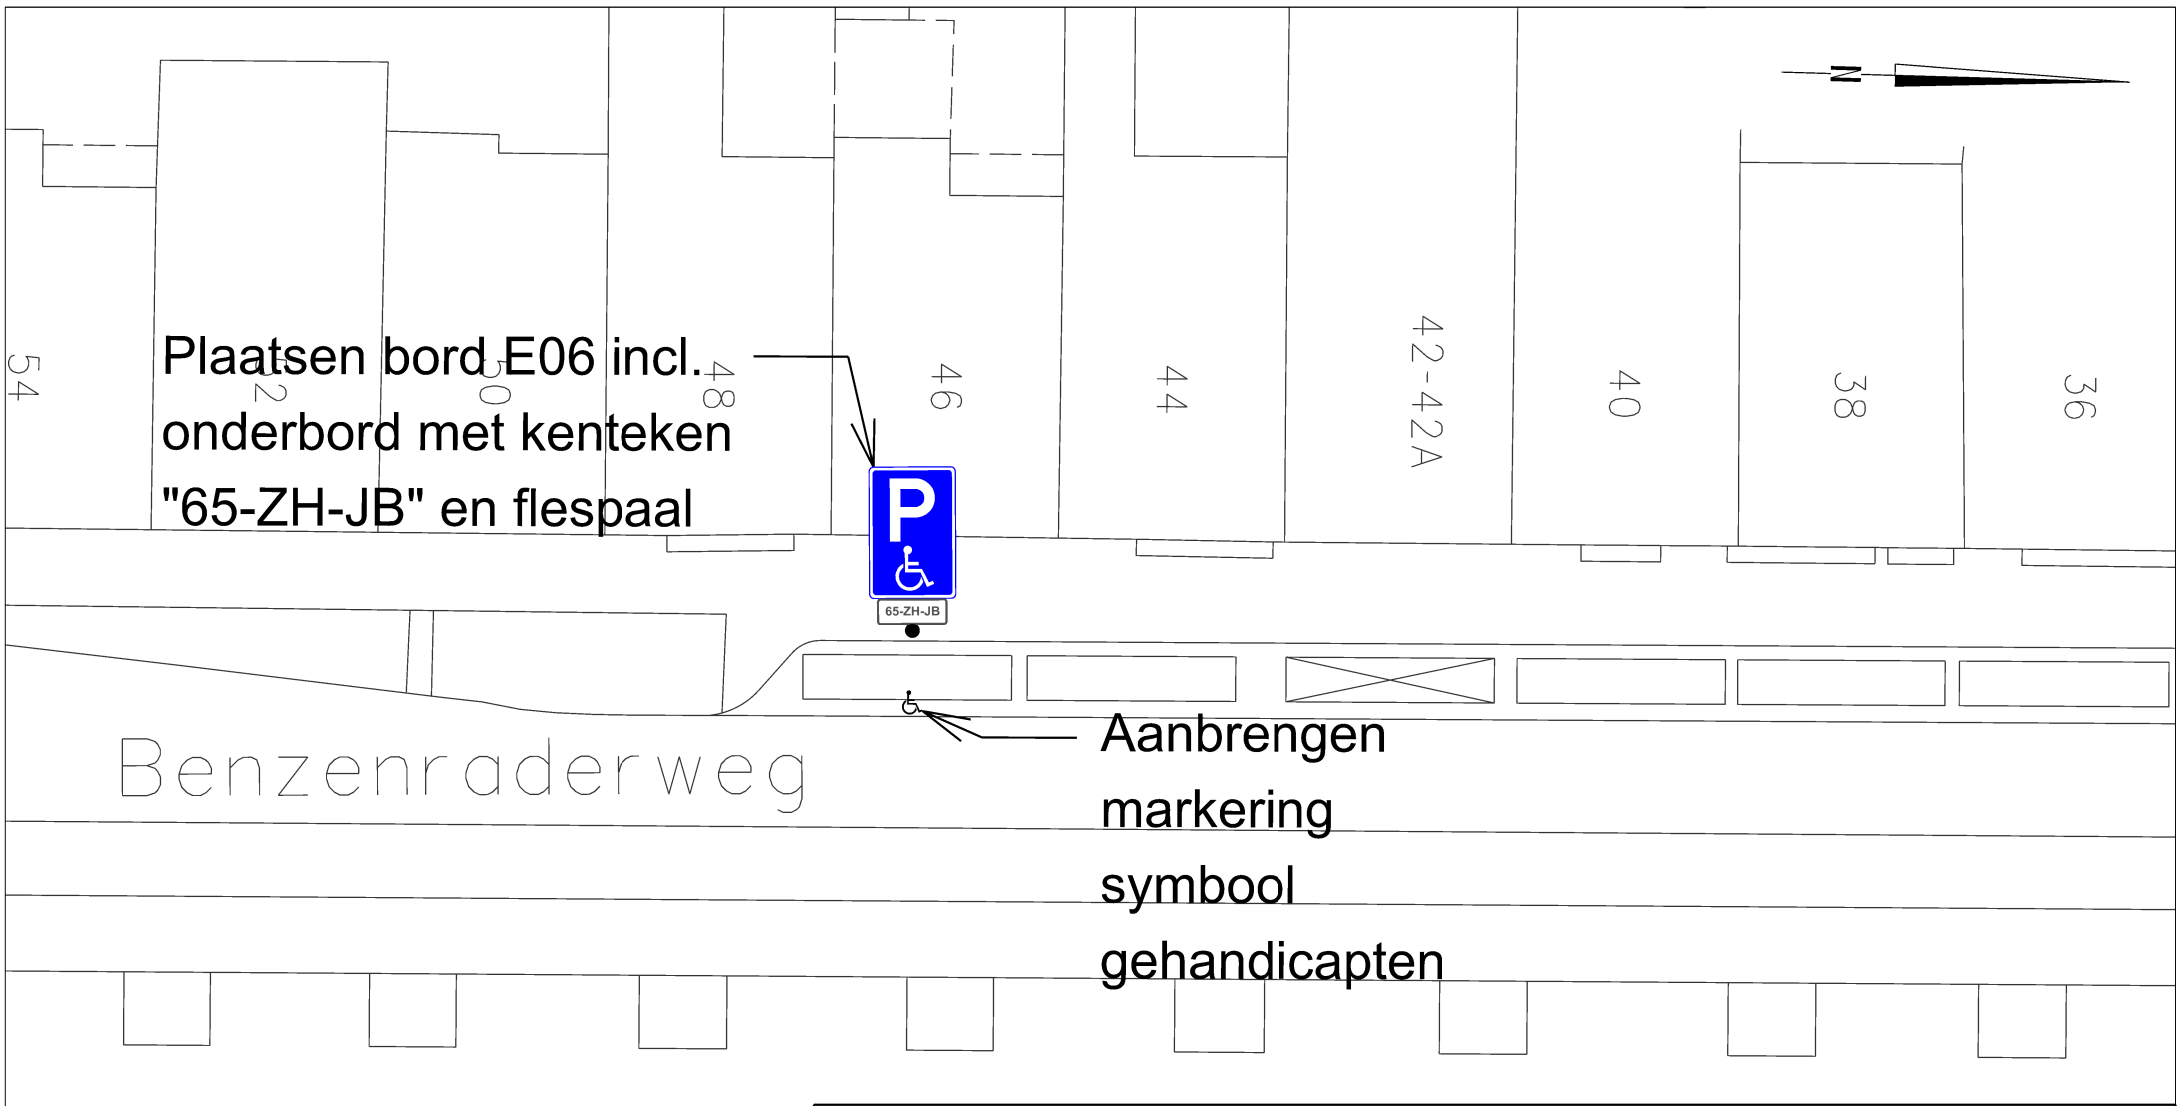 N
Plaatsen bord E06 incl.
onderbord met kenteken
"65-ZH-JB" en flespaal
54
52
50
48
46
44
42-42A
40
38
36
P
65-ZH-JB
Benzenraderweg
Aanbrengen
markering
symbool
gehandicapten